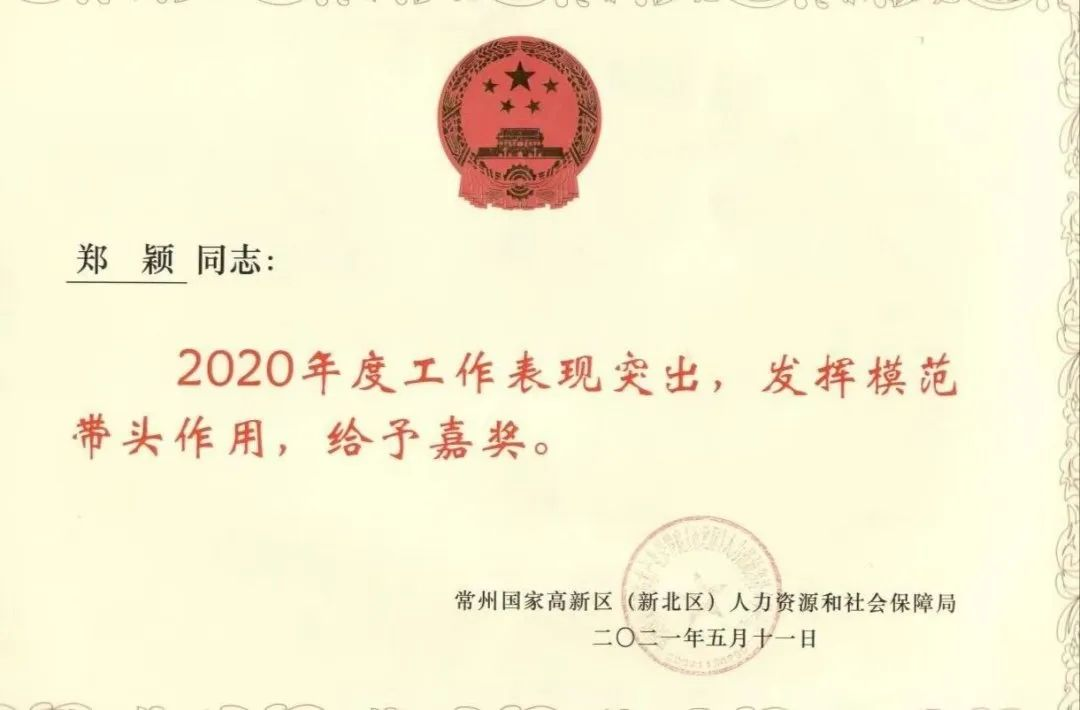 郑 颖 同志：
2020年度工作表现突出，发挥模范
带头作用，给予嘉奖。
常州国家高新区（新北区）人力资源和社会保障局
二〇二一年五月十一日